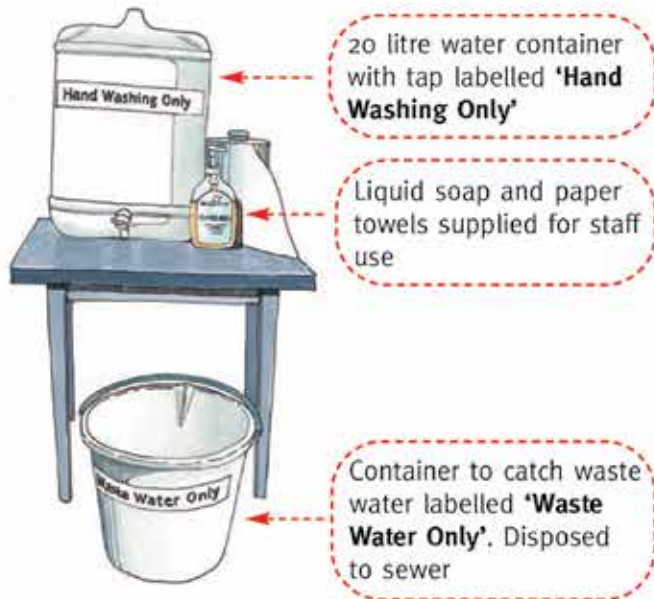 20 litre water container
with tap labelled ‘Hand
Washing Only’
Hand Washing Only
Liquid soap and paper
towels supplied for staff
use
Container to catch waste
water labelled ‘Waste
Water Only’. Disposed
to sewer
Waste Water Only